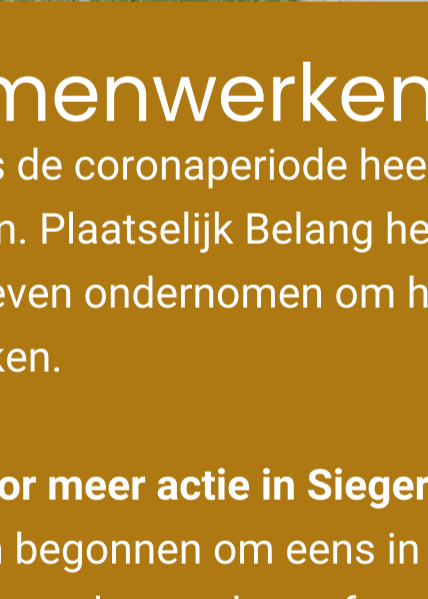 menwerken
s de coronaperiode hee
n. Plaatselijk Belang he
even ondernomen om h
ken.
or meer actie in Sieger
n begonnen om eens in